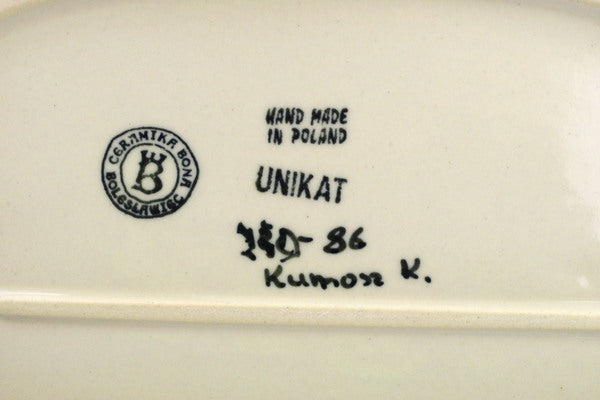 CERAMIKA BONA
BOLESŁAWIEC
B
HAND MADE
IN POLAND
UNIKAT
- 86
Kumosz K.